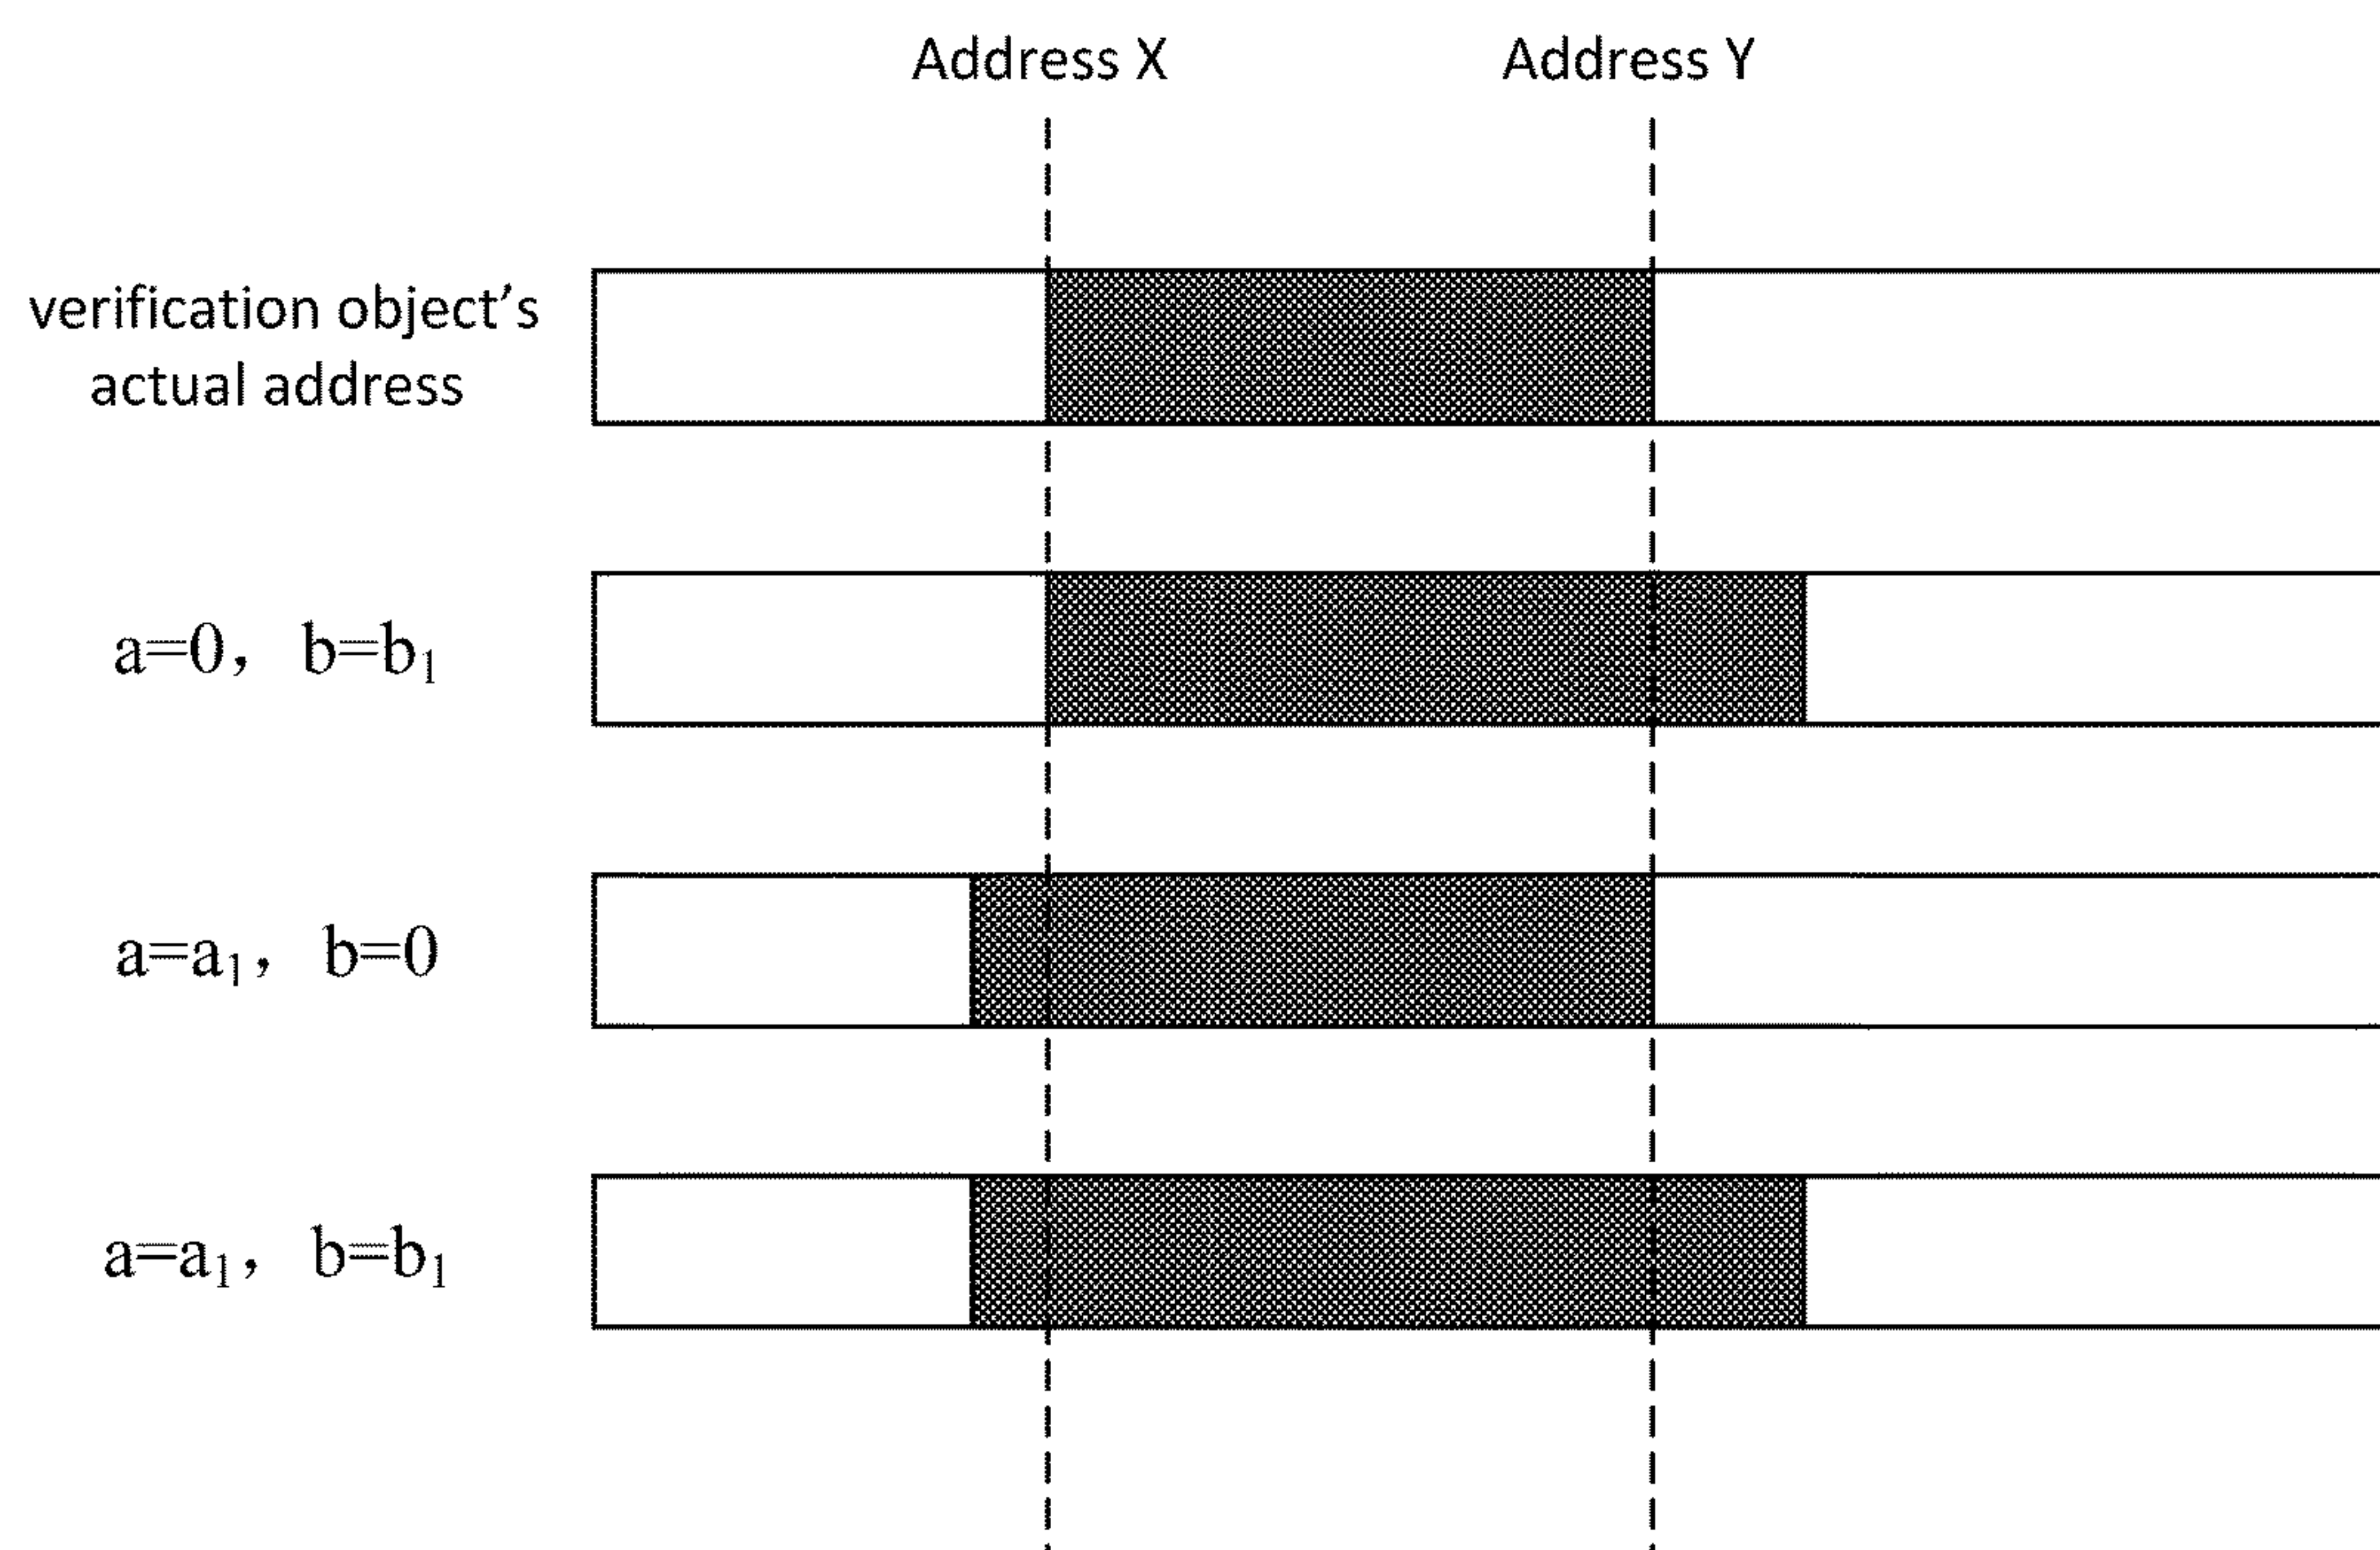 Address X Address Y
verification object's
actual address
a=0, b=b₁
a=a₁, b=0
a=a₁, b=b₁